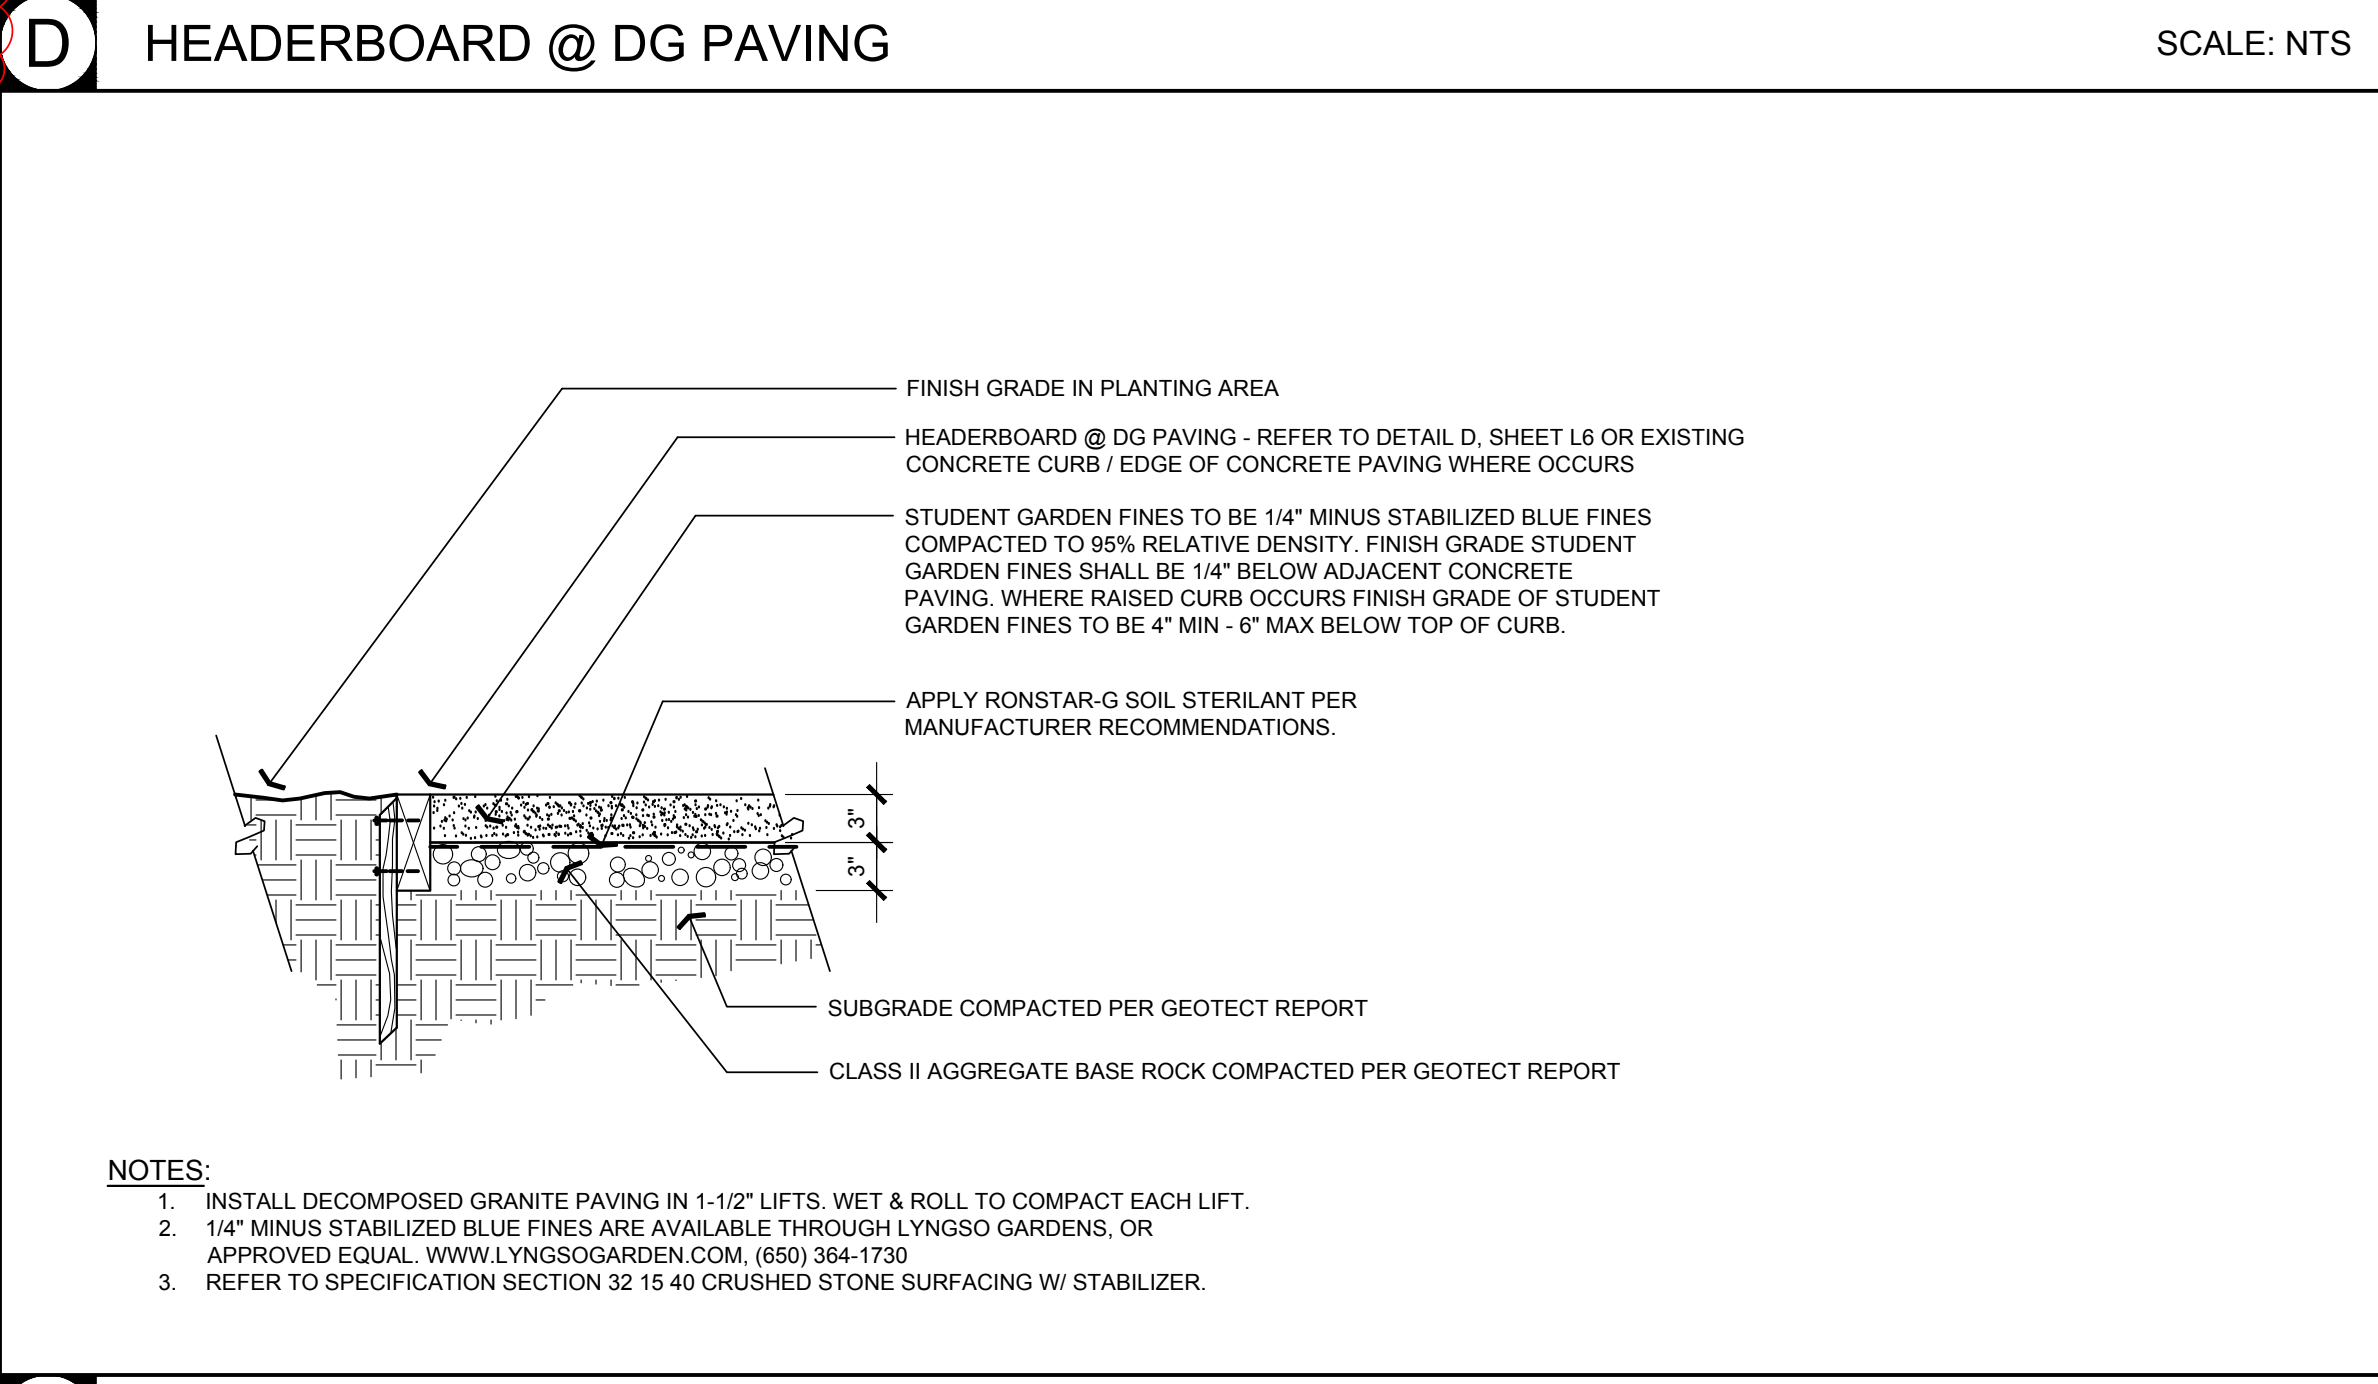 D
HEADERBOARD @ DG PAVING
SCALE: NTS
FINISH GRADE IN PLANTING AREA
HEADERBOARD @ DG PAVING - REFER TO DETAIL D, SHEET L6 OR EXISTING
CONCRETE CURB / EDGE OF CONCRETE PAVING WHERE OCCURS
STUDENT GARDEN FINES TO BE 1/4" MINUS STABILIZED BLUE FINES
COMPACTED TO 95% RELATIVE DENSITY. FINISH GRADE STUDENT
GARDEN FINES SHALL BE 1/4" BELOW ADJACENT CONCRETE
PAVING. WHERE RAISED CURB OCCURS FINISH GRADE OF STUDENT
GARDEN FINES TO BE 4" MIN - 6" MAX BELOW TOP OF CURB.
APPLY RONSTAR-G SOIL STERILANT PER
MANUFACTURER RECOMMENDATIONS.
3"
3"
SUBGRADE COMPACTED PER GEOTECT REPORT
CLASS II AGGREGATE BASE ROCK COMPACTED PER GEOTECT REPORT
NOTES:
1. INSTALL DECOMPOSED GRANITE PAVING IN 1-1/2" LIFTS. WET & ROLL TO COMPACT EACH LIFT.
2. 1/4" MINUS STABILIZED BLUE FINES ARE AVAILABLE THROUGH LYNGSO GARDENS, OR
APPROVED EQUAL. WWW.LYNGSOGARDEN.COM, (650) 364-1730
3. REFER TO SPECIFICATION SECTION 32 15 40 CRUSHED STONE SURFACING W/ STABILIZER.